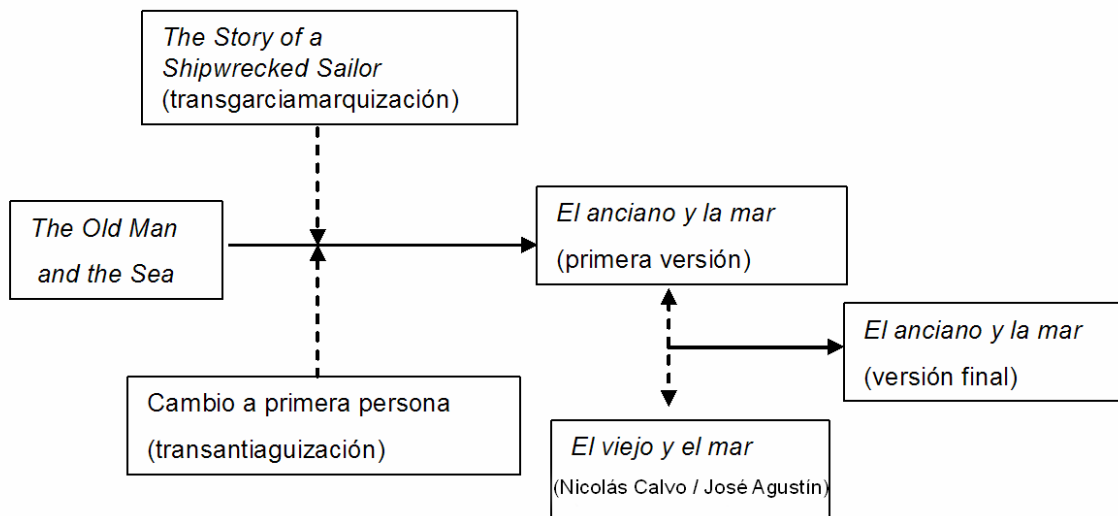 The Story of a
Shipwrecked Sailor
(transgarciamarquización)
The Old Man
and the Sea
El anciano y la mar
(primera versión)
El anciano y la mar
(versión final)
Cambio a primera persona
(transantiaguización)
El viejo y el mar
(Nicolás Calvo / José Agustín)